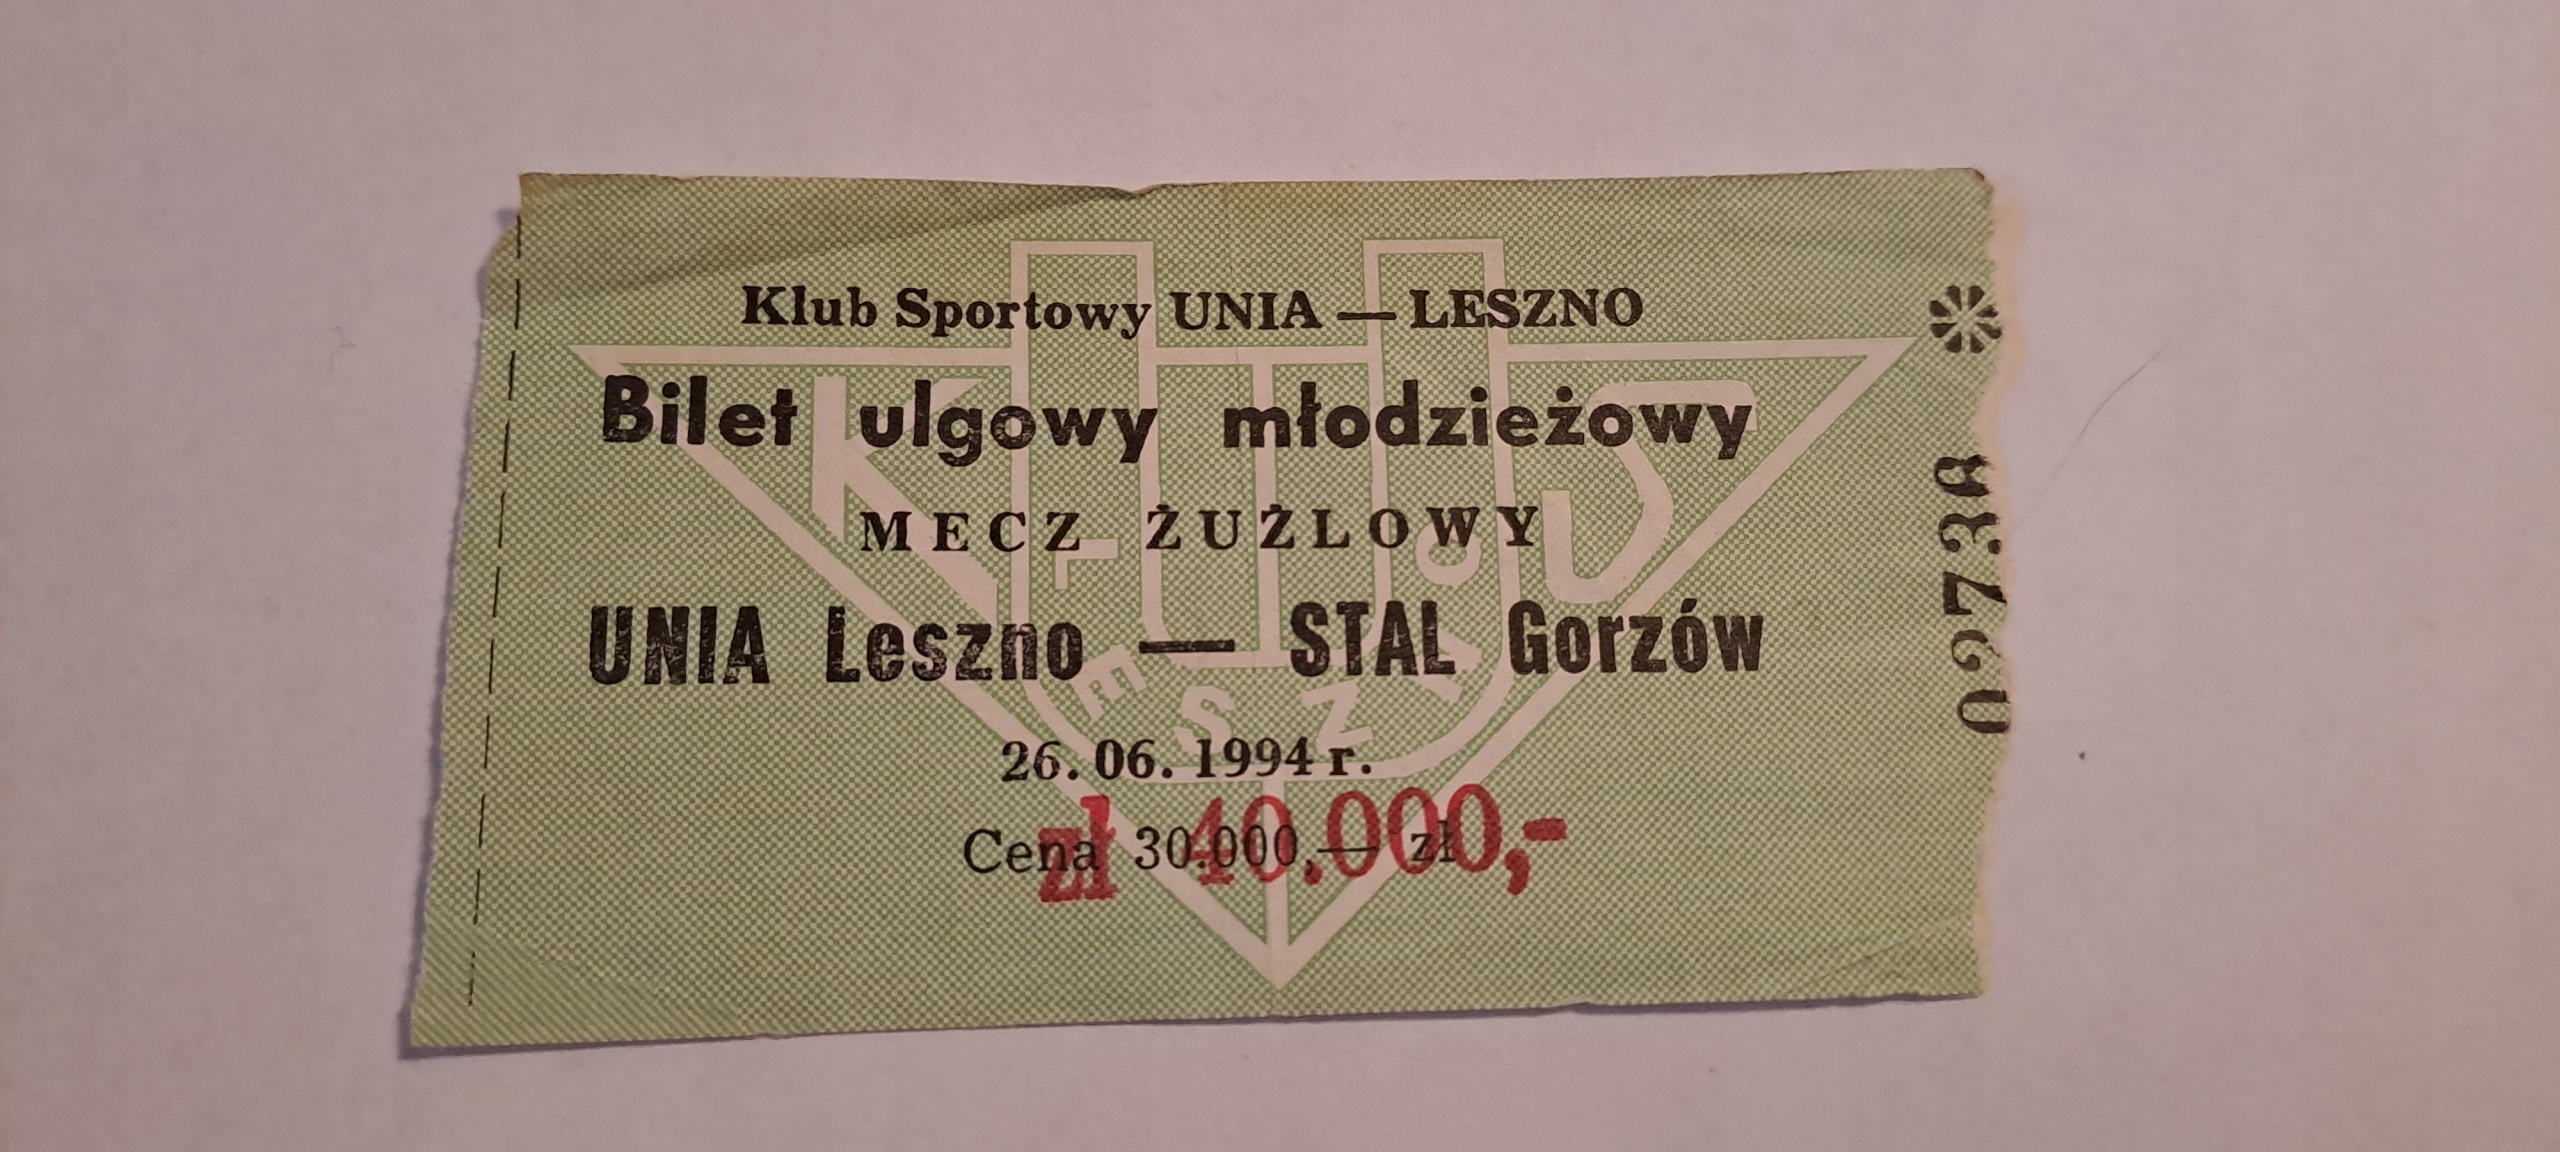 Klub Sportowy UNIA — LESZNO
Bilet ulgowy młodzieżowy
MECZ ŻUŻLOWY
UNIA Leszno — STAL Gorzów
26. 06. 1994 r.
Cena 30.000,— zł
zł 40.000,-
K U S
LESZNO